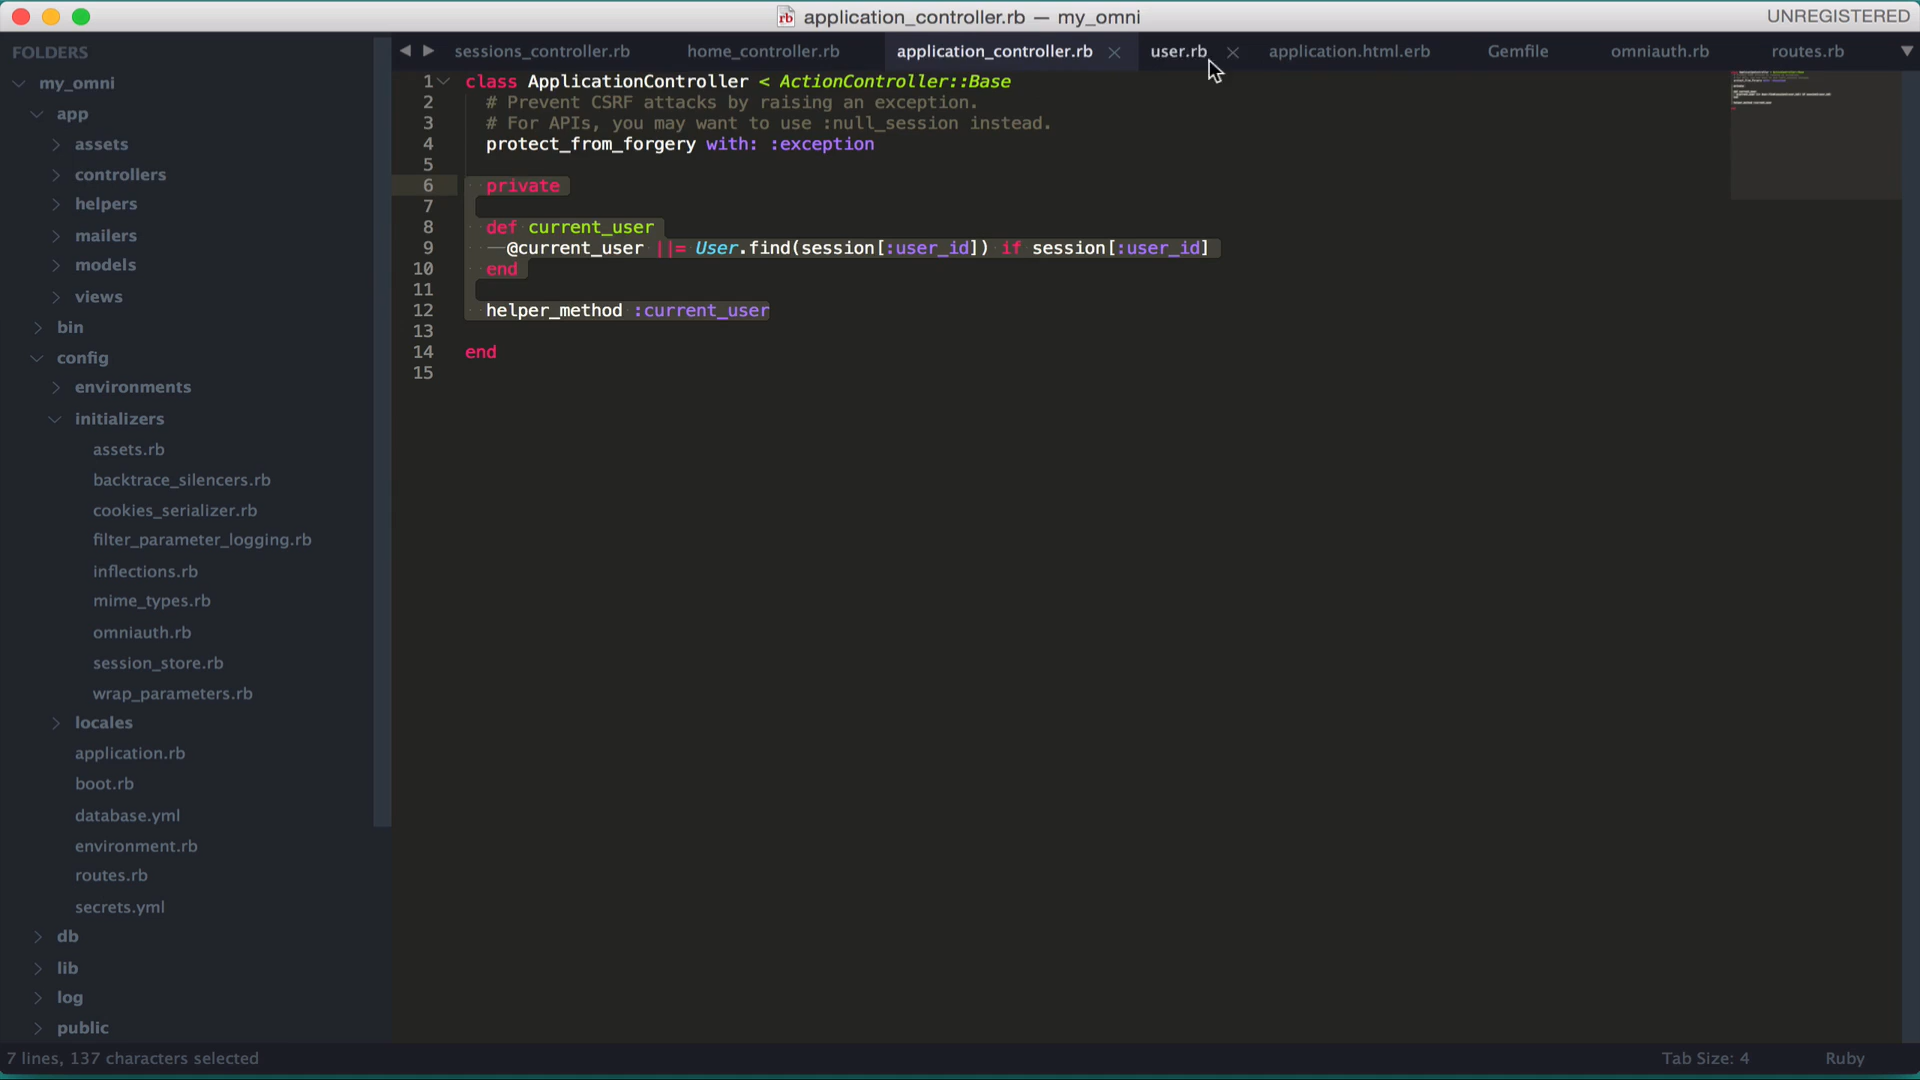 application_controller.rb — my_omni
UNREGISTERED
FOLDERS
my_omni
app
assets
controllers
helpers
mailers
models
views
bin
config
environments
initializers
assets.rb
backtrace_silencers.rb
cookies_serializer.rb
filter_parameter_logging.rb
inflections.rb
mime_types.rb
omniauth.rb
session_store.rb
wrap_parameters.rb
locales
application.rb
boot.rb
database.yml
environment.rb
routes.rb
secrets.yml
db
lib
log
public
sessions_controller.rb home_controller.rb application_controller.rb user.rb application.html.erb Gemfile omniauth.rb routes.rb
1 class ApplicationController < ActionController::Base
2 # Prevent CSRF attacks by raising an exception.
3 # For APIs, you may want to use :null_session instead.
4 protect_from_forgery with: :exception
5
6 private
7
8 def current_user
9 @current_user ||= User.find(session[:user_id]) if session[:user_id]
10 end
11
12 helper_method :current_user
13
14 end
15
7 lines, 137 characters selected
Tab Size: 4
Ruby